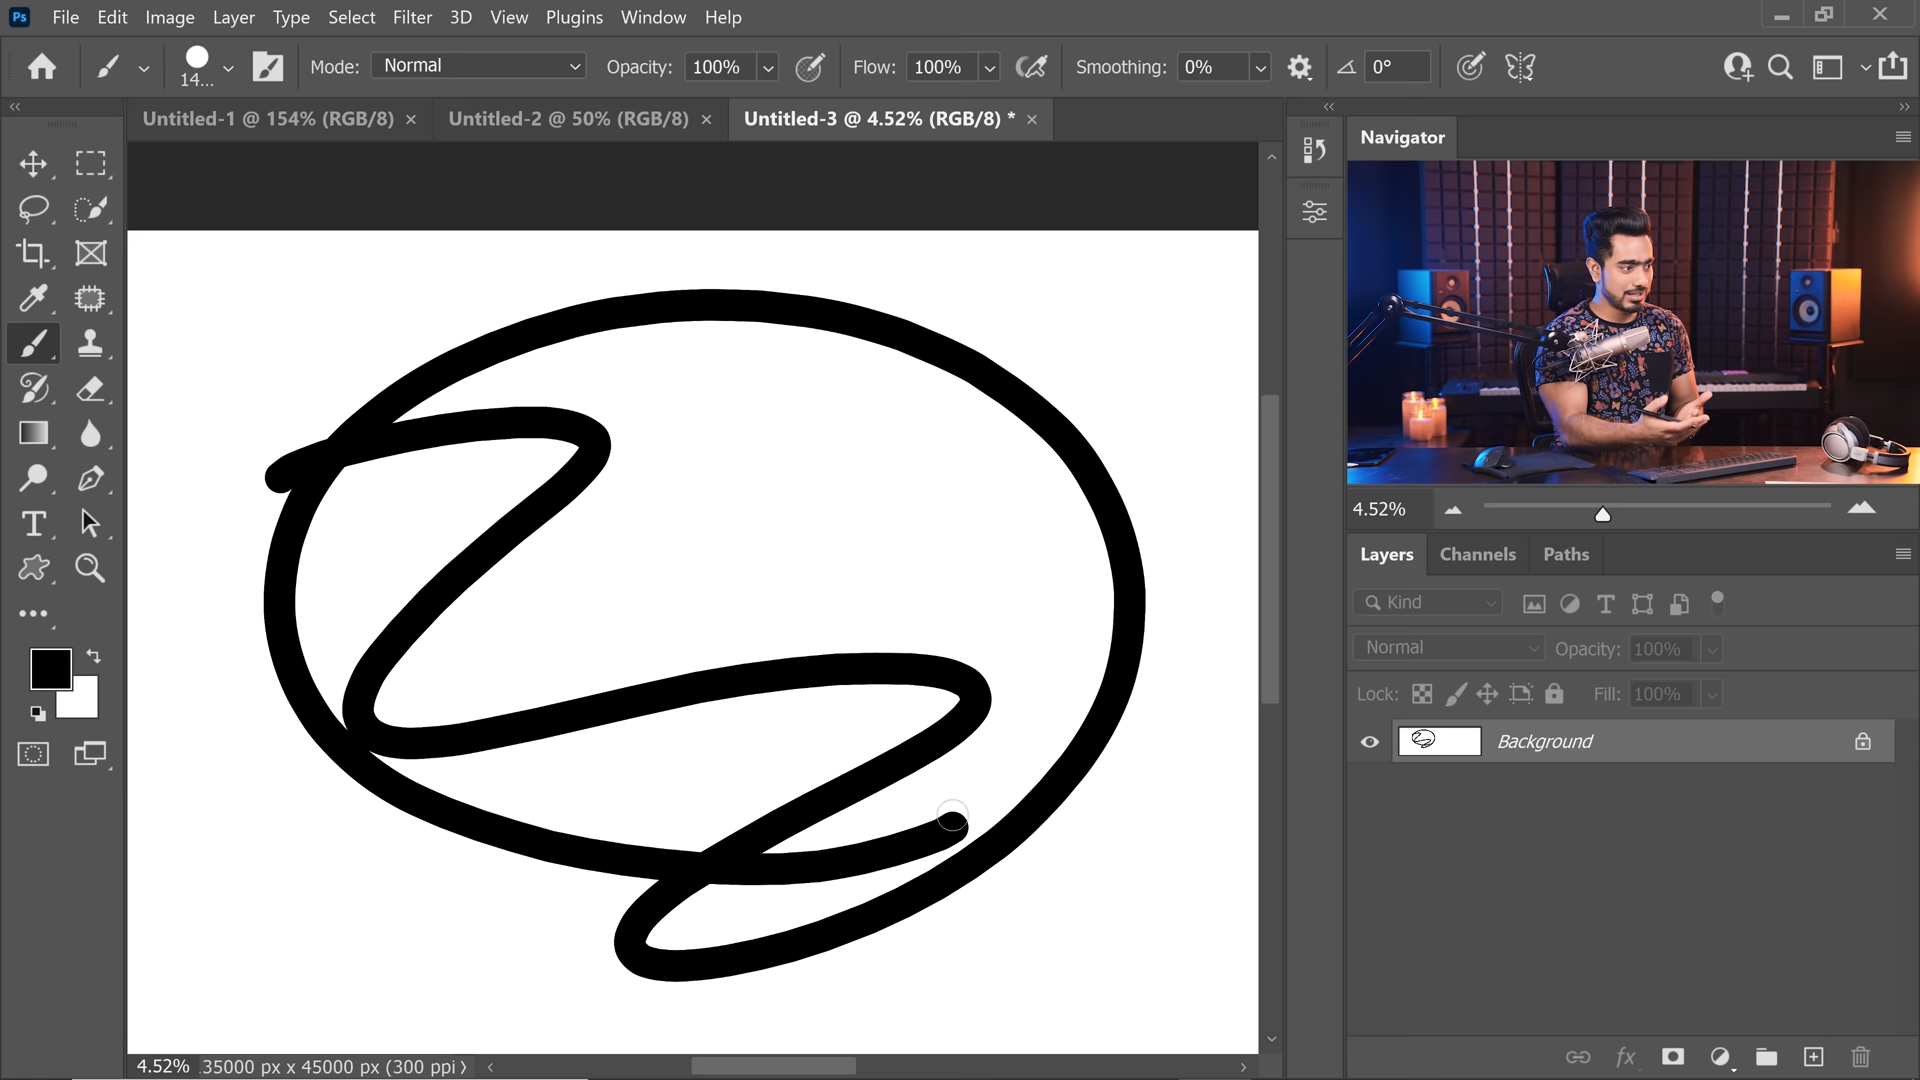 Ps File Edit Image Layer Type Select Filter 3D View Plugins Window Help
14... Mode: Normal Opacity: 100% Flow: 100% Smoothing: 0% 0°
Untitled-1 @ 154% (RGB/8) × Untitled-2 @ 50% (RGB/8) × Untitled-3 @ 4.52% (RGB/8) * ×
Navigator
4.52%
Layers Channels Paths
Kind
Normal Opacity: 100%
Lock: Fill: 100%
Background
4.52% 35000 px x 45000 px (300 ppi)
fx